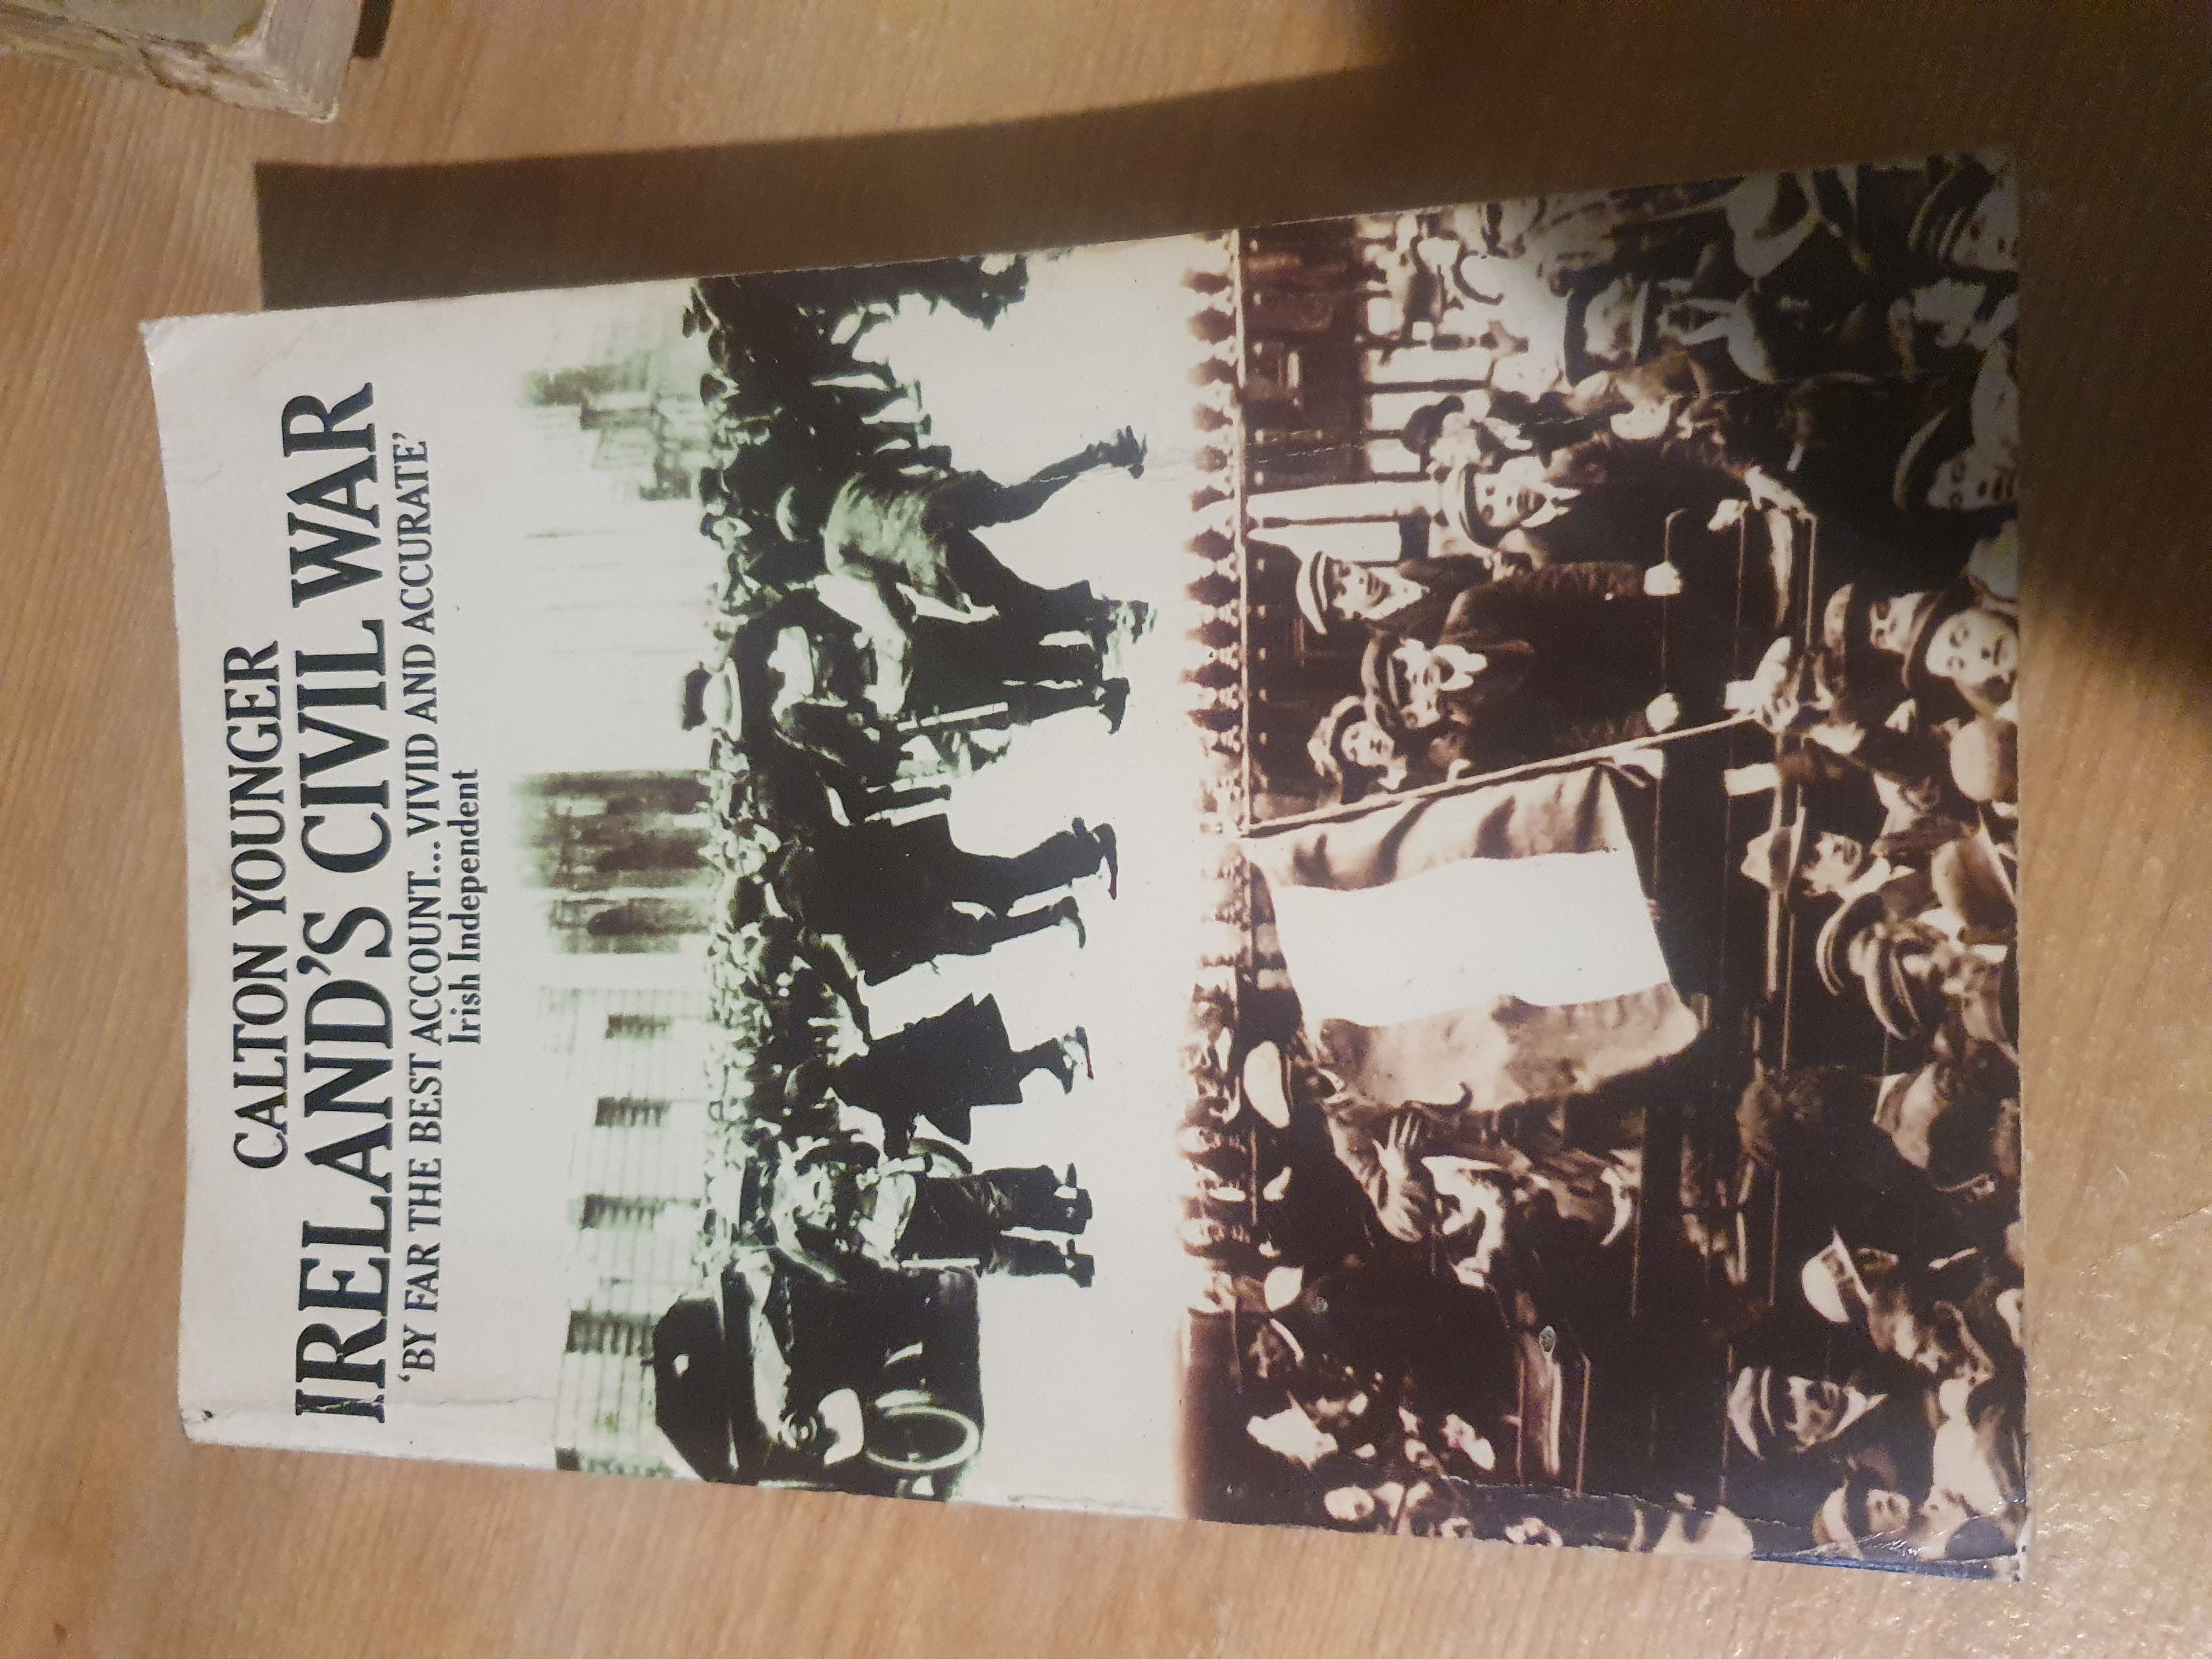 CALTON YOUNGER
IRELAND'S CIVIL WAR
'BY FAR THE BEST ACCOUNT... VIVID AND ACCURATE'
Irish Independent